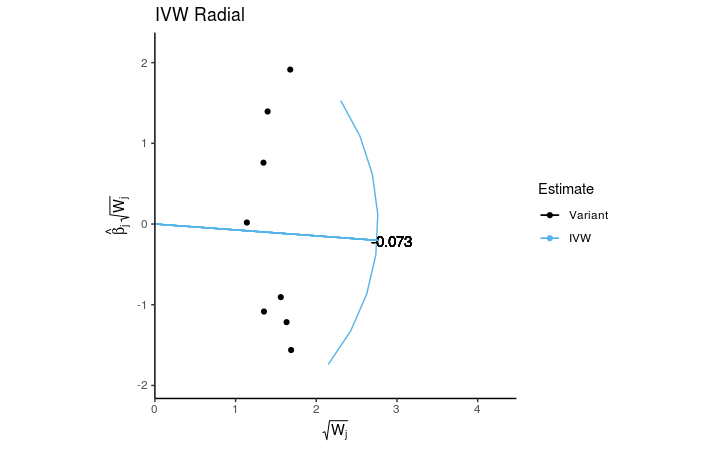 IVW Radial
2
1
0
-1
-2
β̂ⱼ√Wⱼ
-0.073
0 1 2 3 4
√Wⱼ
Estimate
Variant
IVW